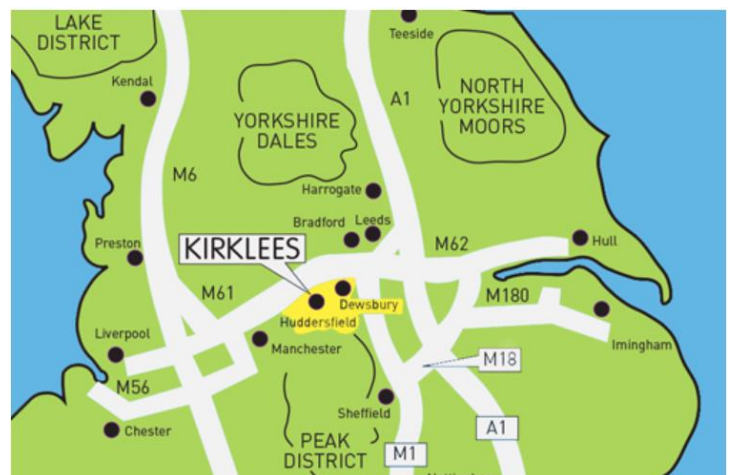 LAKE
DISTRICT
Teeside
Kendal
NORTH
YORKSHIRE
MOORS
A1
YORKSHIRE
DALES
M6
Harrogate
Bradford
Leeds
Preston
KIRKLEES
M62
Hull
M61
Dewsbury
M180
Huddersfield
Liverpool
Manchester
Imingham
M18
M56
Sheffield
Chester
A1
PEAK
DISTRICT
M1